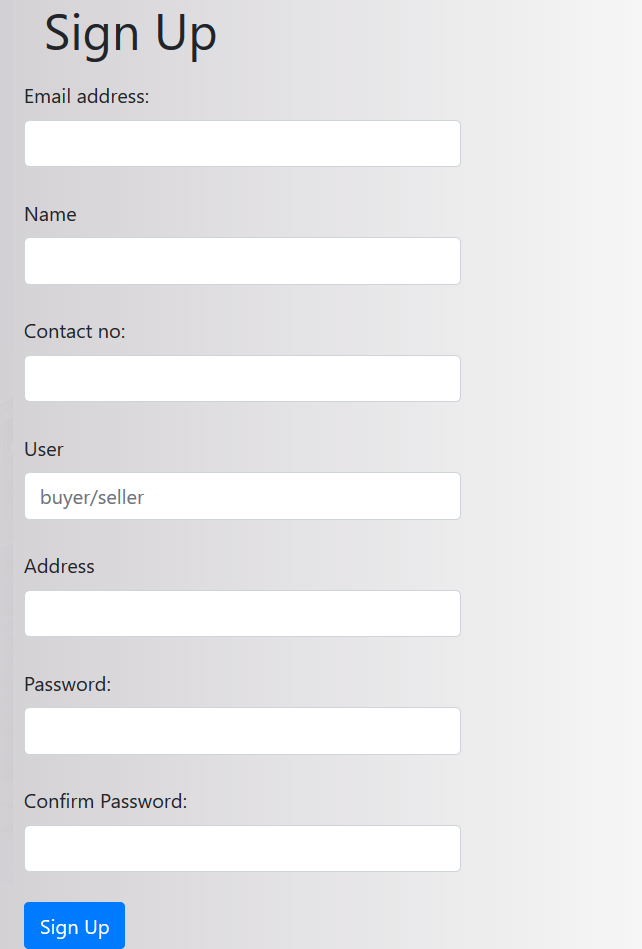 Sign Up
Email address:
Name
Contact no:
User
buyer/seller
Address
Password:
Confirm Password:
Sign Up